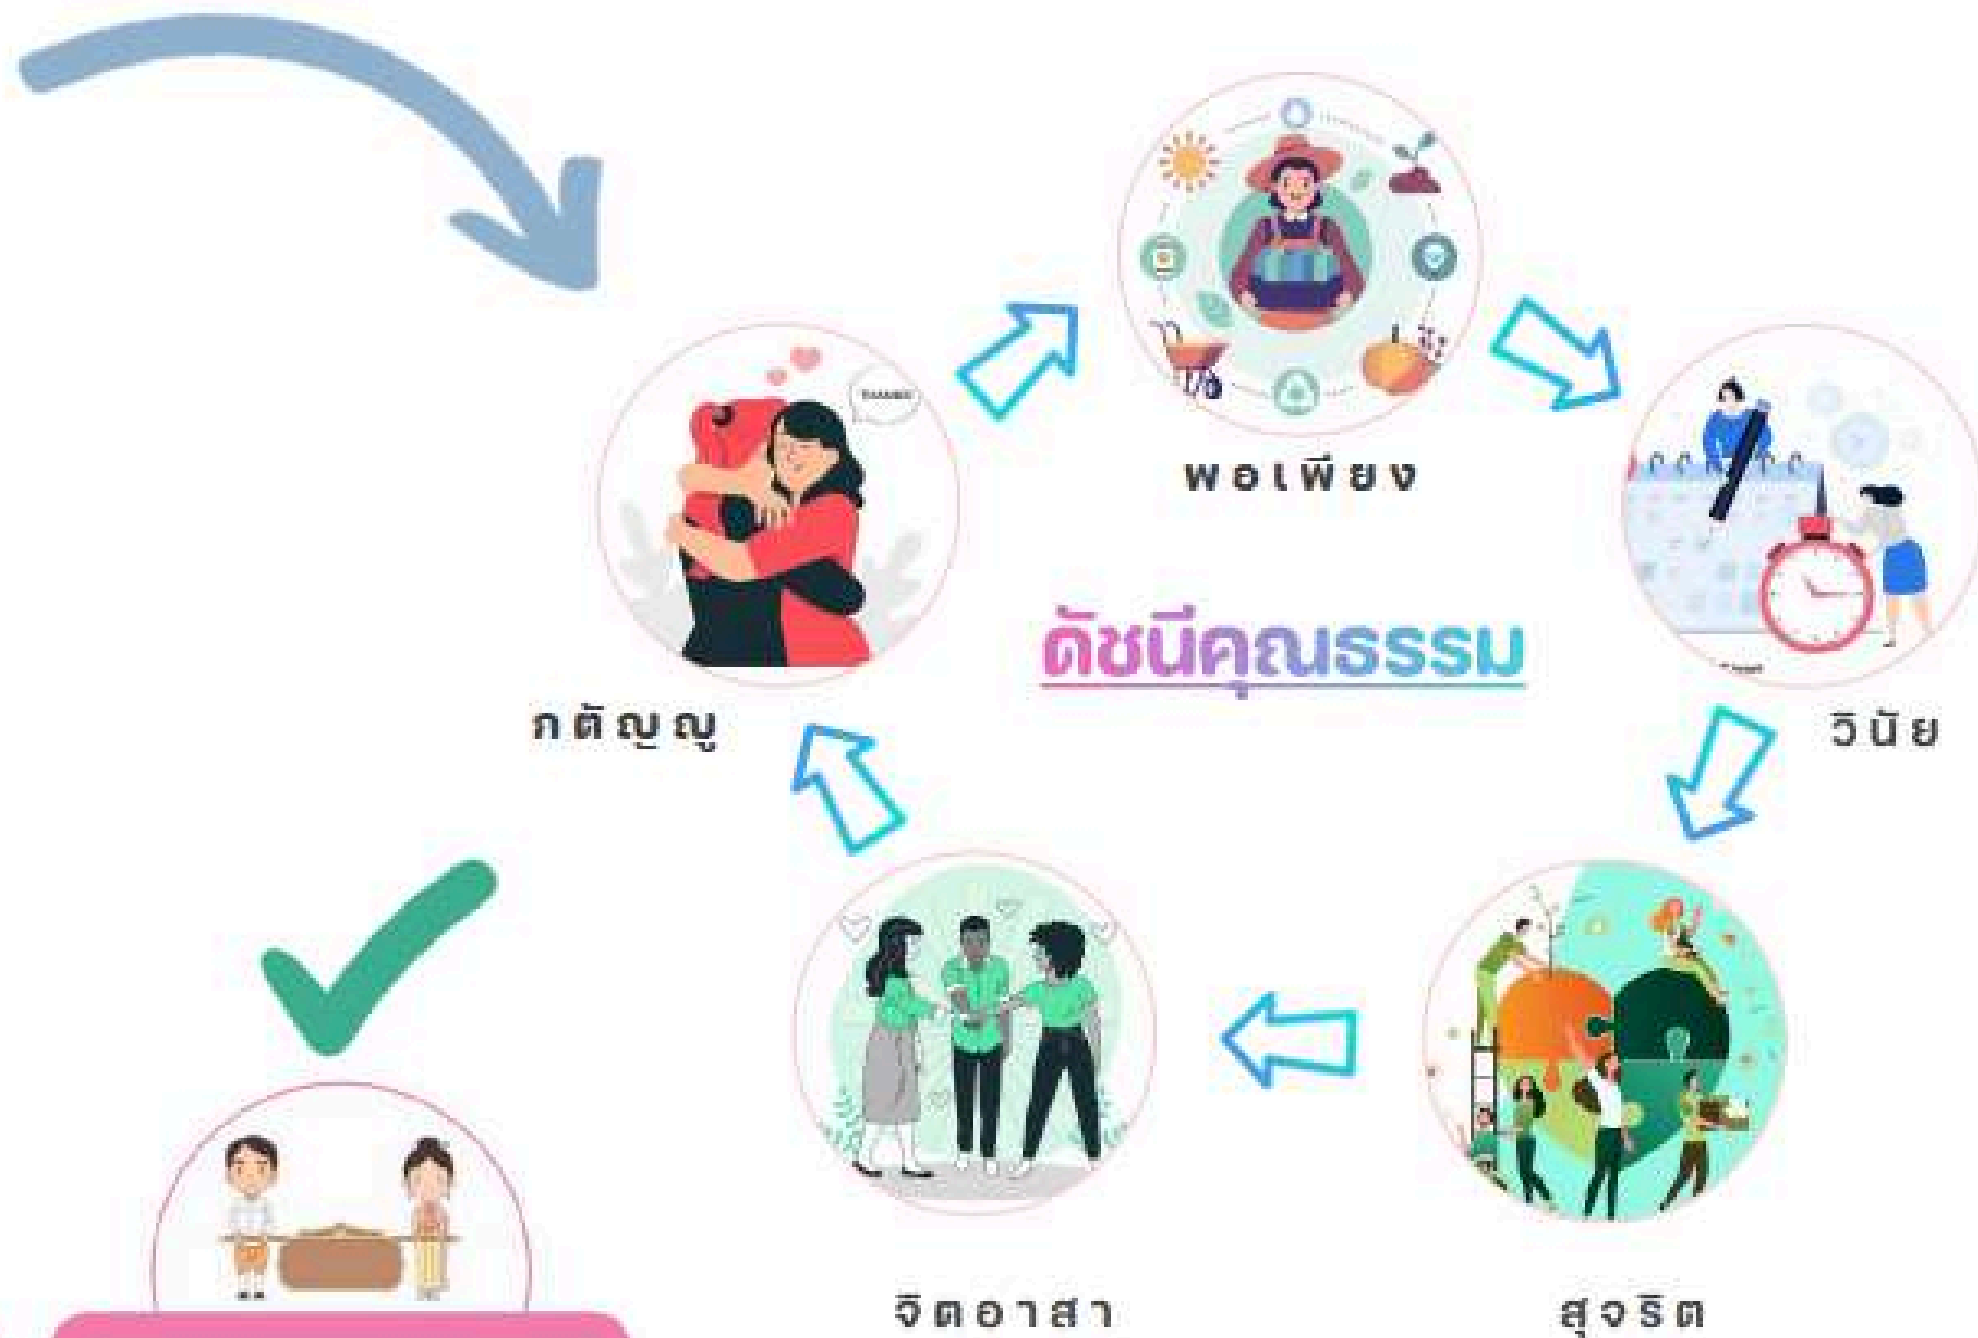 พอเพียง
ดัชนีคุณธรรม
กตัญญู
วินัย
จิตอาสา
สุจริต